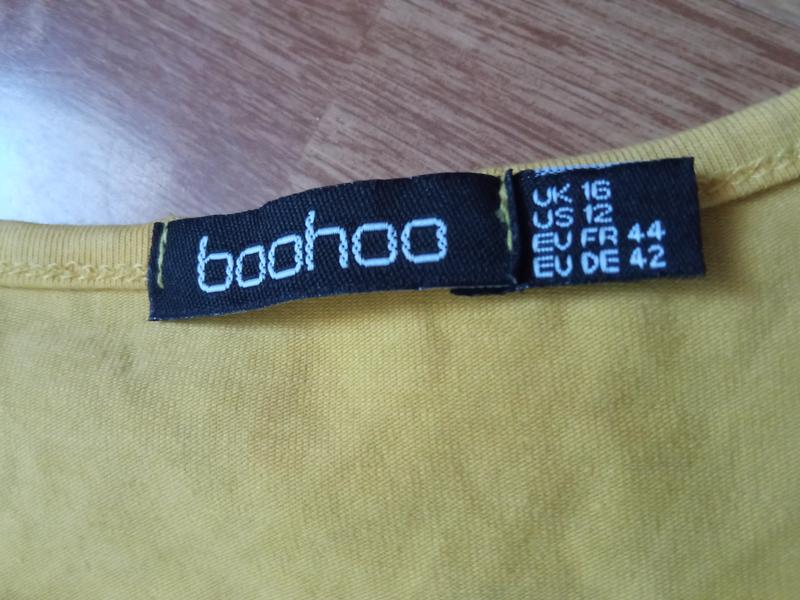 boohoo
UK 16
US 12
EU FR 44
EU DE 42